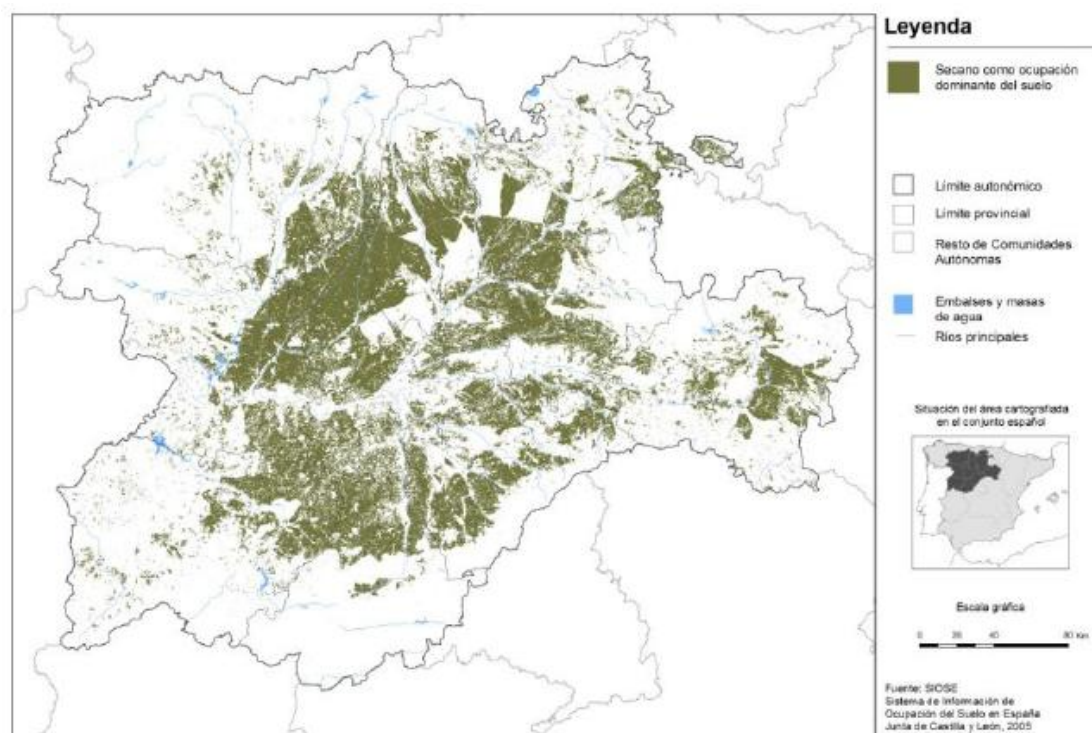 Leyenda
Secano como ocupación
dominante del suelo
Límite autonómico
Límite provincial
Resto de Comunidades
Autónomas
Embalses y masas
de agua
Ríos principales
Situación del área cartografiada
en el conjunto español
Escala gráfica
0 20 40 80 Km
Fuente: SIOSE
Sistema de Información de
Ocupación del Suelo en España
Junta de Castilla y León, 2005